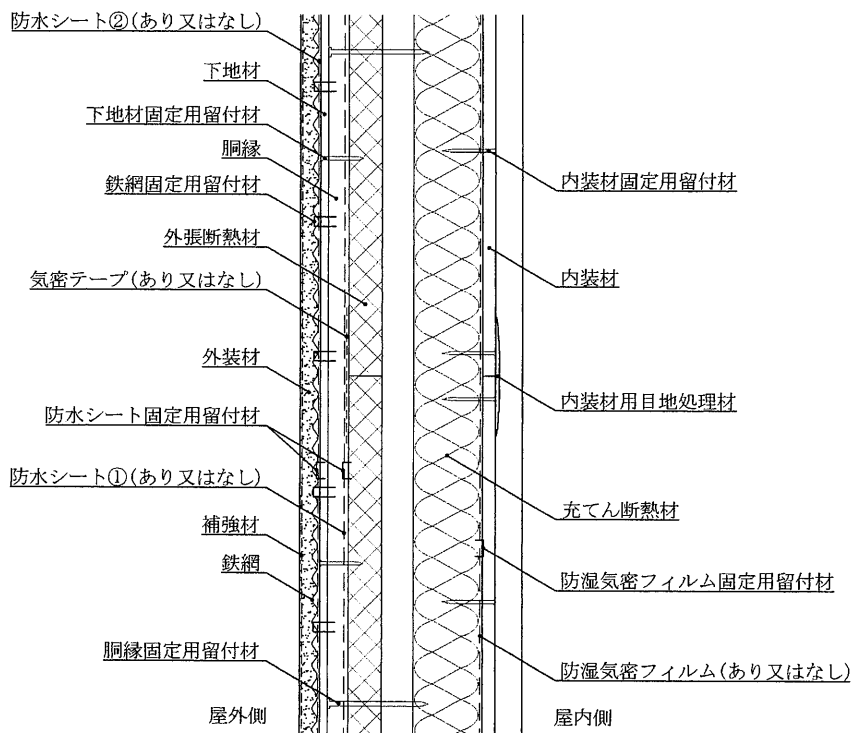 防水シート②(あり又はなし)
下地材
下地材固定用留付材
胴縁
鉄網固定用留付材
外張断熱材
気密テープ(あり又はなし)
外装材
防水シート固定用留付材
防水シート①(あり又はなし)
補強材
鉄網
胴縁固定用留付材
屋外側
内装材固定用留付材
内装材
内装材用目地処理材
充てん断熱材
防湿気密フィルム固定用留付材
防湿気密フィルム(あり又はなし)
屋内側